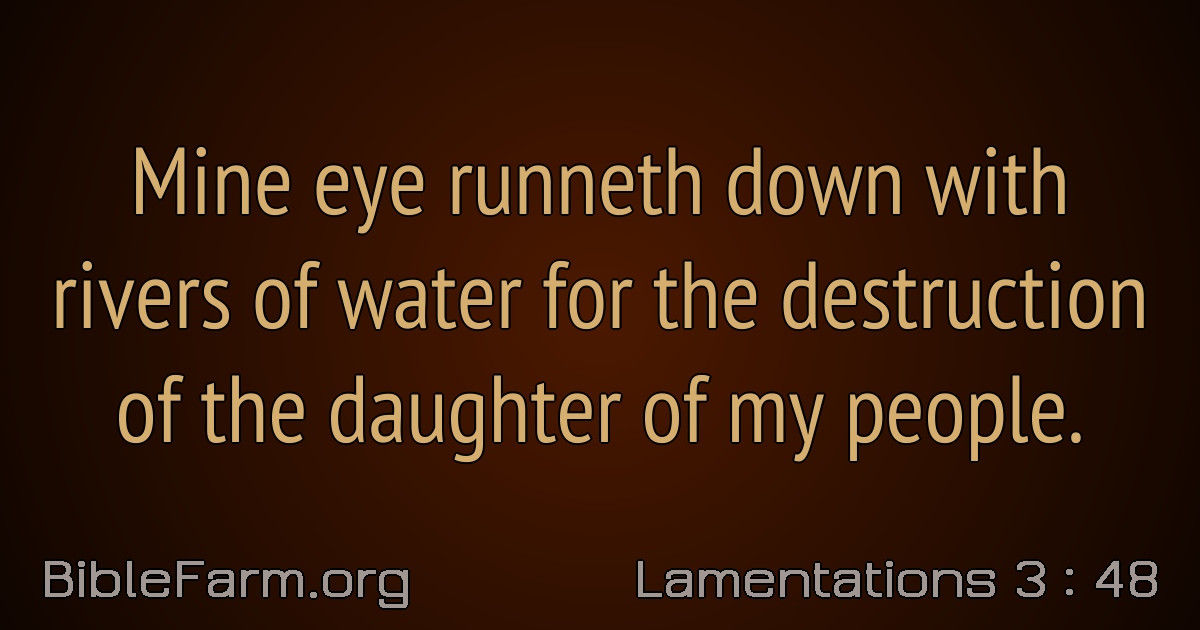 Mine eye runneth down with
rivers of water for the destruction
of the daughter of my people.
BibleFarm.org
Lamentations 3 : 48